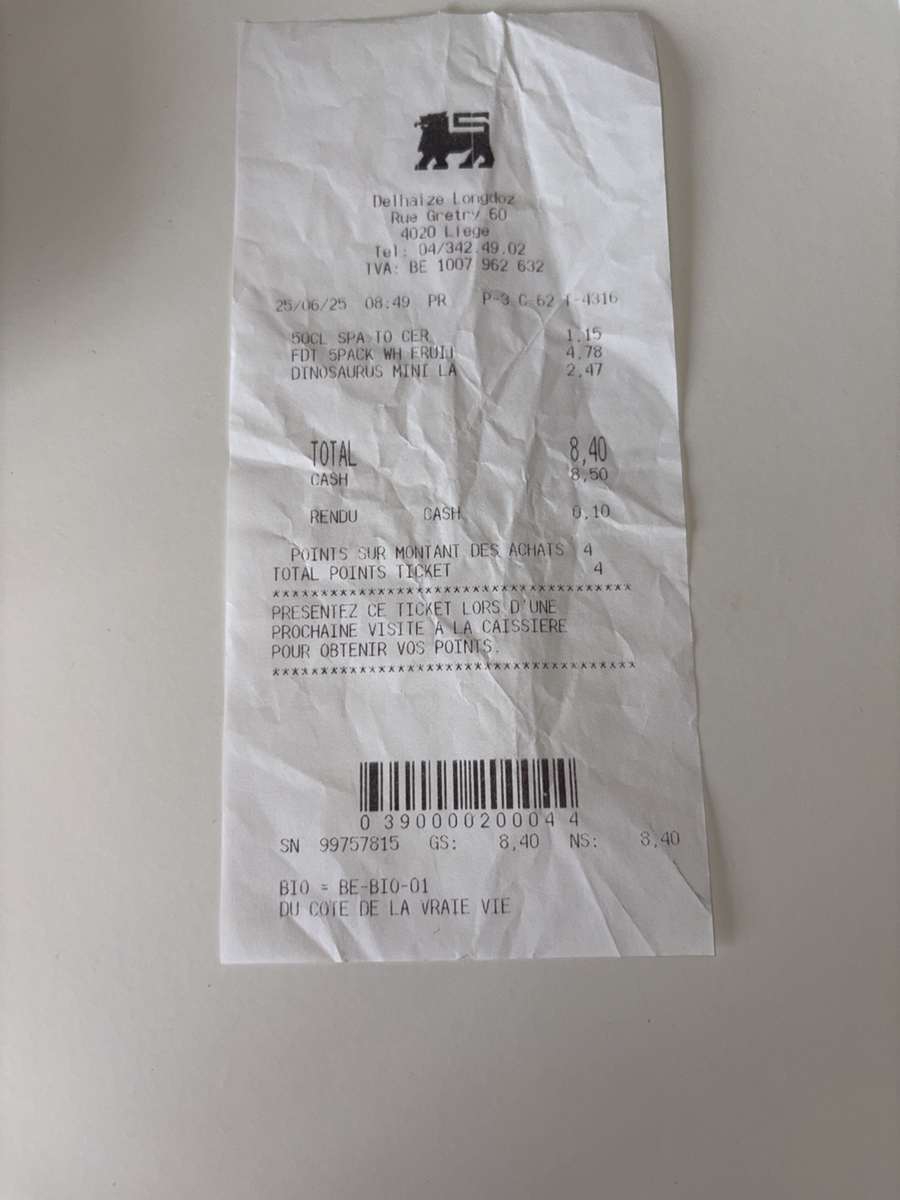 Delhaize Longdoz
Rue Gretry 60
4020 Liege
Tel: 04/342.49.02
TVA: BE 1007 962 632
25/06/25 08:49 PR P-3 C-62 T-4316
50CL SPA TO CER 1,15
FDT 5PACK WH FRUIT 4,78
DINOSAURUS MINI LA 2,47
TOTAL 8,40
CASH 8,50
RENDU CASH 0,10
POINTS SUR MONTANT DES ACHATS 4
TOTAL POINTS TICKET 4
*************************************
PRESENTEZ CE TICKET LORS D'UNE
PROCHAINE VISITE A LA CAISSIERE
POUR OBTENIR VOS POINTS.
*************************************
0 390000200044
SN 99757815 GS: 8,40 NS: 8,40
BIO = BE-BIO-01
DU COTE DE LA VRAIE VIE